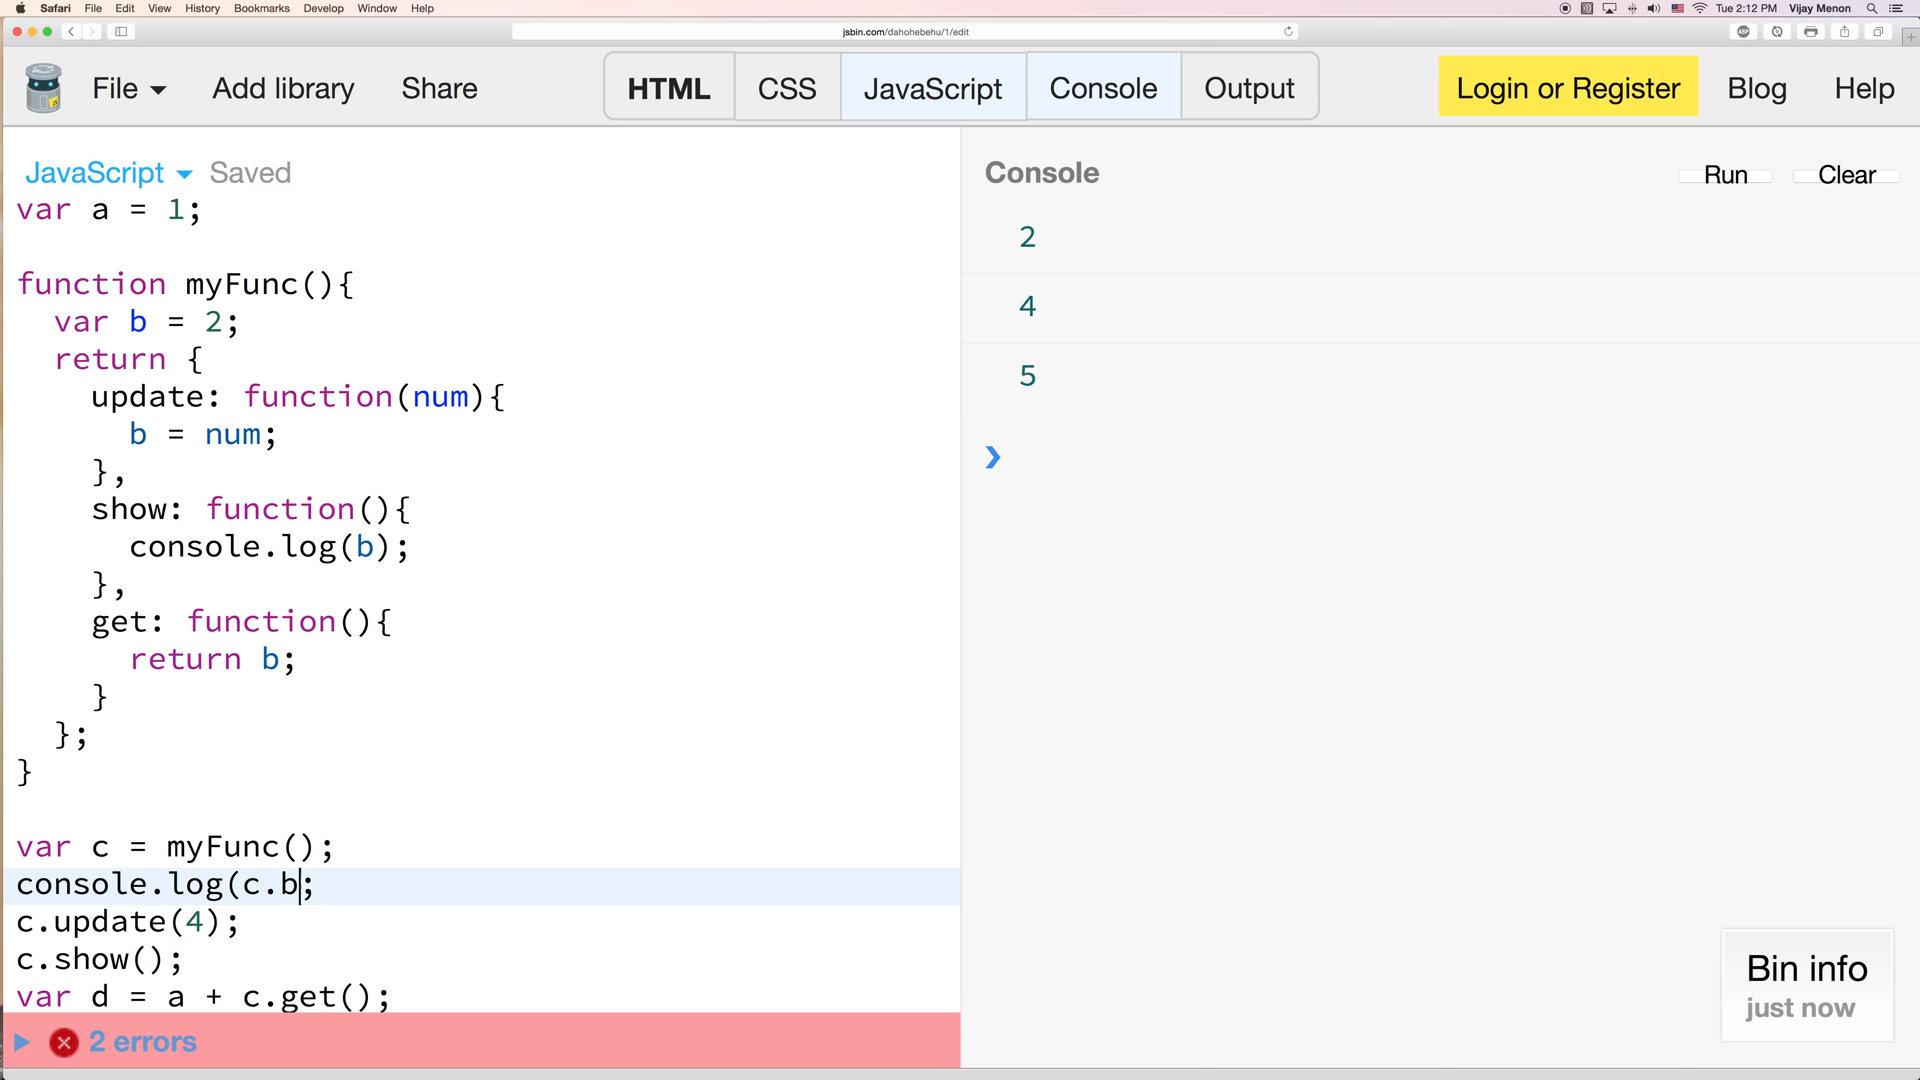 Safari File Edit View History Bookmarks Develop Window Help Tue 2:12 PM Vijay Menon
jsbin.com/dahohebehu/1/edit
File Add library Share HTML CSS JavaScript Console Output Login or Register Blog Help
JavaScript Saved
var a = 1;
function myFunc(){
var b = 2;
return {
update: function(num){
b = num;
},
show: function(){
console.log(b);
},
get: function(){
return b;
}
};
}
var c = myFunc();
console.log(c.b;
c.update(4);
c.show();
var d = a + c.get();
2 errors
Console Run Clear
2
4
5
Bin info
just now